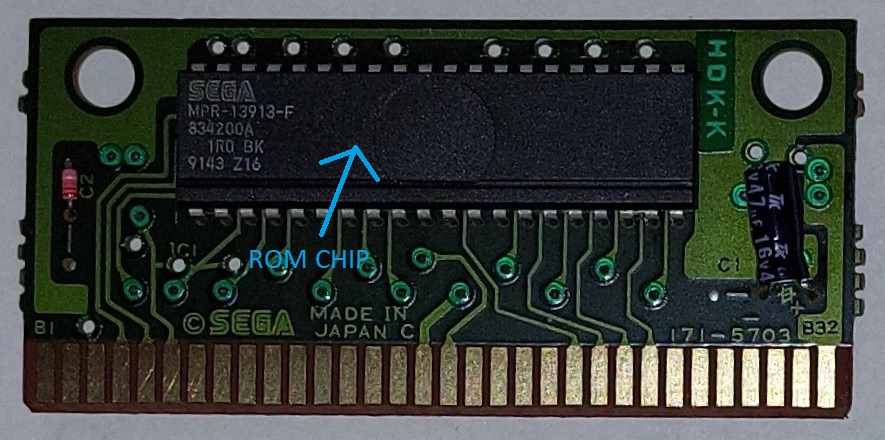 SEGA
MPR-13913-F
834200A
1R0 BK
9143 Z16
HDK-K
C2
ROM CHIP
IC1
C1
16V
B1
©SEGA
MADE IN
JAPAN C
171-5703
B32